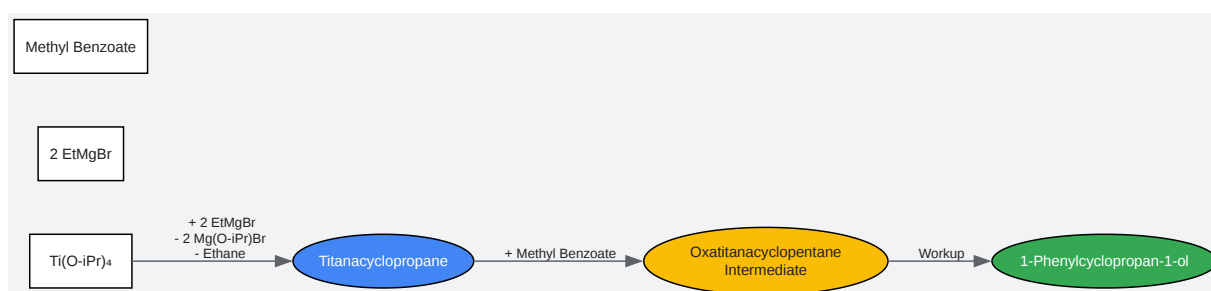 Methyl Benzoate
2 EtMgBr
+ 2 EtMgBr
- 2 Mg(O-iPr)Br
- Ethane
Ti(O-iPr)₄
Titanacyclopropane
+ Methyl Benzoate
Oxatitanacyclopentane
Intermediate
Workup
1-Phenylcyclopropan-1-ol